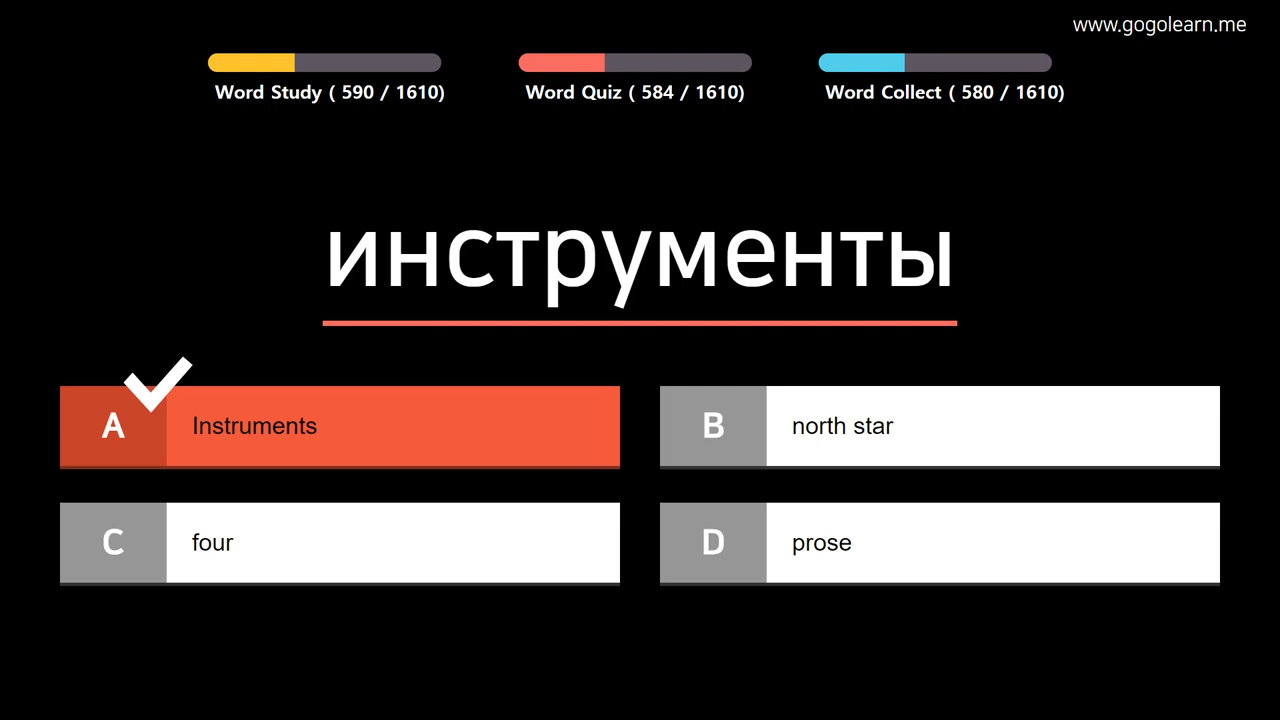 www.gogolearn.me
Word Study ( 590 / 1610)
Word Quiz ( 584 / 1610)
Word Collect ( 580 / 1610)
инструменты
A Instruments
B north star
C four
D prose